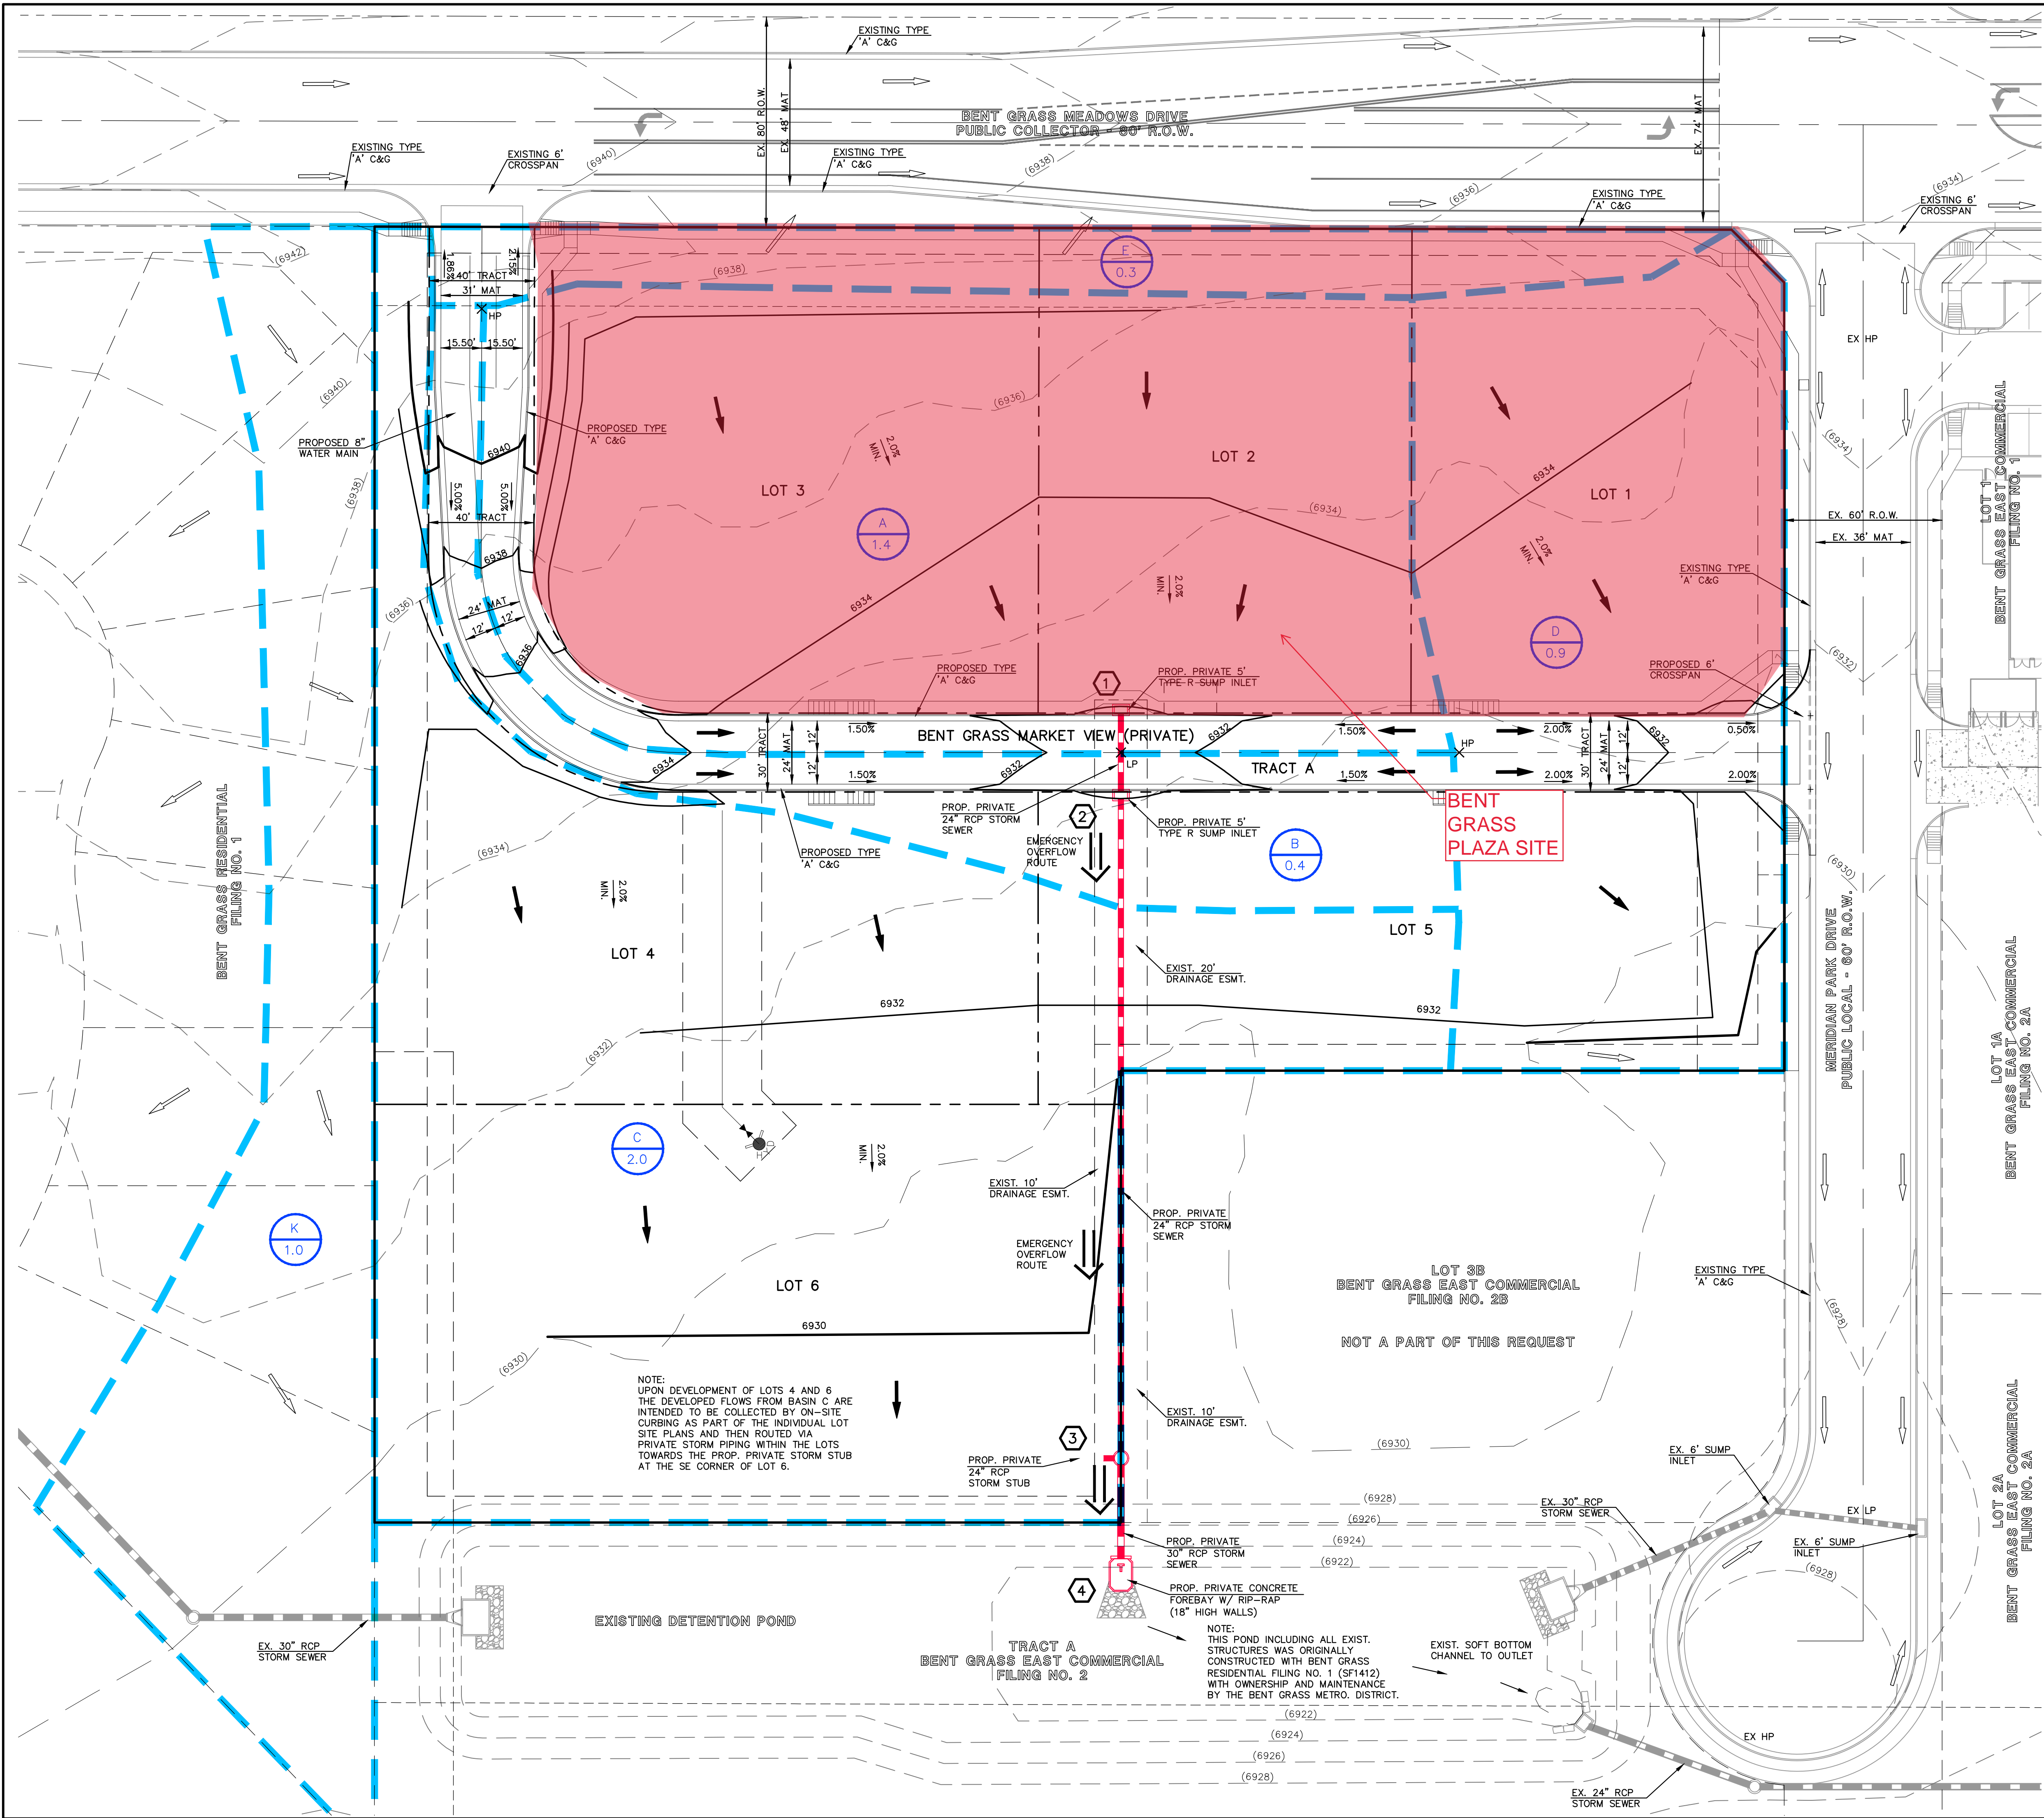 EXISTING TYPE
'A' C&G
EX. 80' R.O.W.
EX. 48' MAT
BENT GRASS MEADOWS DRIVE
PUBLIC COLLECTOR - 80' R.O.W.
EX. 74' MAT
EXISTING TYPE
'A' C&G
EXISTING 6'
CROSSPAN
(6940)
EXISTING TYPE
'A' C&G
(6938)
(6936)
EXISTING TYPE
'A' C&G
(6934)
EXISTING 6'
CROSSPAN
(6942)
1.86%
2.15%
40' TRACT
31' MAT
HP
15.50'
15.50'
(6938)
E
0.3
EX HP
(6940)
PROPOSED 8"
WATER MAIN
PROPOSED TYPE
'A' C&G
6940
(6938)
5.00%
5.00%
40' TRACT
6938
(6936)
2.0%
MIN.
LOT 3
LOT 2
LOT 1
6934
(6934)
A
1.4
(6934)
EX. 60' R.O.W.
EX. 36' MAT
LOT 1
BENT GRASS EAST COMMERCIAL
FILING NO. 1
2.0%
MIN.
EXISTING TYPE
'A' C&G
(6936)
24' MAT
12'
12'
6936
6934
2.0%
MIN.
D
0.9
(6932)
PROPOSED TYPE
'A' C&G
1
PROP. PRIVATE 5'
TYPE R SUMP INLET
PROPOSED 6'
CROSSPAN
6934
1.50%
30' TRACT
24' MAT
12'
12'
BENT GRASS MARKET VIEW (PRIVATE)
6932
1.50%
HP
2.00%
30' TRACT
24' MAT
12'
12'
6932
0.50%
1.50%
6932
LP
TRACT A
1.50%
2.00%
2.00%
BENT
GRASS
PLAZA SITE
BENT GRASS RESIDENTIAL
FILING NO. 1
PROP. PRIVATE
24" RCP STORM
SEWER
2
PROP. PRIVATE 5'
TYPE R SUMP INLET
EMERGENCY
OVERFLOW
ROUTE
PROPOSED TYPE
'A' C&G
B
0.4
(6934)
(6930)
2.0%
MIN.
LOT 4
LOT 5
EXIST. 20'
DRAINAGE ESMT.
6932
6932
(6932)
MERIDIAN PARK DRIVE
PUBLIC LOCAL - 60' R.O.W.
LOT 1A
BENT GRASS EAST COMMERCIAL
FILING NO. 2A
C
2.0
2.0%
MIN.
EXIST. 10'
DRAINAGE ESMT.
PROP. PRIVATE
24" RCP STORM
SEWER
K
1.0
EMERGENCY
OVERFLOW
ROUTE
LOT 6
LOT 3B
BENT GRASS EAST COMMERCIAL
FILING NO. 2B
NOT A PART OF THIS REQUEST
EXISTING TYPE
'A' C&G
(6928)
6930
(6930)
NOTE:
UPON DEVELOPMENT OF LOTS 4 AND 6
THE DEVELOPED FLOWS FROM BASIN C ARE
INTENDED TO BE COLLECTED BY ON-SITE
CURBING AS PART OF THE INDIVIDUAL LOT
SITE PLANS AND THEN ROUTED VIA
PRIVATE STORM PIPING WITHIN THE LOTS
TOWARDS THE PROP. PRIVATE STORM STUB
AT THE SE CORNER OF LOT 6.
EXIST. 10'
DRAINAGE ESMT.
3
(6930)
PROP. PRIVATE
24" RCP
STORM STUB
EX. 6' SUMP
INLET
LOT 2A
BENT GRASS EAST COMMERCIAL
FILING NO. 2A
(6928)
(6926)
EX. 30" RCP
STORM SEWER
EX LP
EX. 6' SUMP
INLET
(6924)
(6922)
PROP. PRIVATE
30" RCP STORM
SEWER
(6928)
4
PROP. PRIVATE CONCRETE
FOREBAY W/ RIP-RAP
(18" HIGH WALLS)
EXISTING DETENTION POND
NOTE:
THIS POND INCLUDING ALL EXIST.
STRUCTURES WAS ORIGINALLY
CONSTRUCTED WITH BENT GRASS
RESIDENTIAL FILING NO. 1 (SF1412)
WITH OWNERSHIP AND MAINTENANCE
BY THE BENT GRASS METRO. DISTRICT.
EX. 30" RCP
STORM SEWER
TRACT A
BENT GRASS EAST COMMERCIAL
FILING NO. 2
EXIST. SOFT BOTTOM
CHANNEL TO OUTLET
(6922)
(6924)
(6926)
(6928)
EX HP
EX. 24" RCP
STORM SEWER